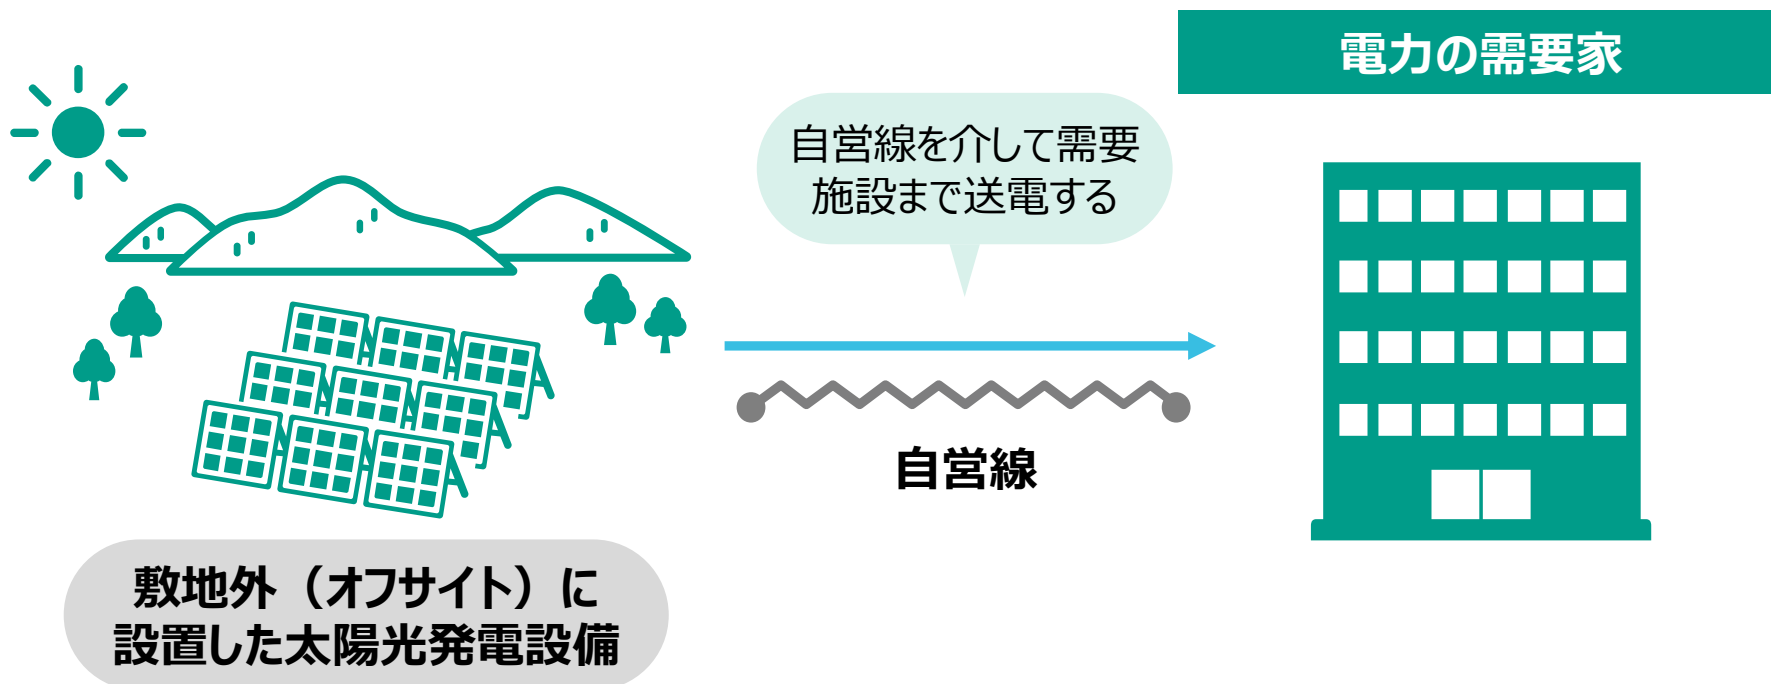 電力の需要家
自営線を介して需要
施設まで送電する
自営線
敷地外（オフサイト）に
設置した太陽光発電設備